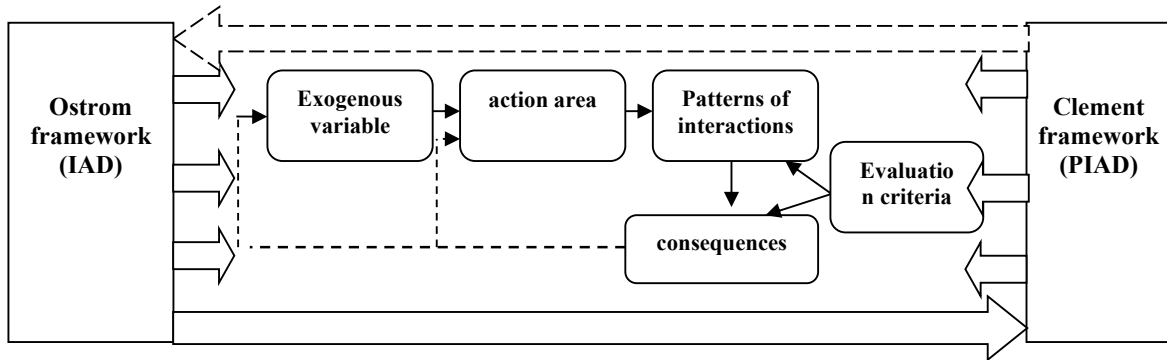 Ostrom
framework
(IAD)
Exogenous
variable
action area
Patterns of
interactions
Evaluatio
n criteria
consequences
Clement
framework
(PIAD)